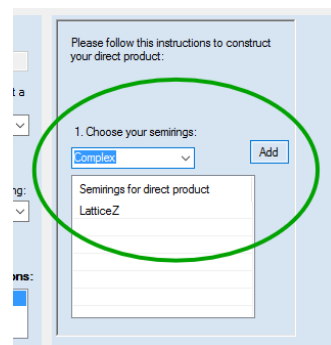 Please follow this instructions to construct
your direct product:
t a
1. Choose your semirings:
Complex
Add
ng:
Semirings for direct product
LatticeZ
ons: